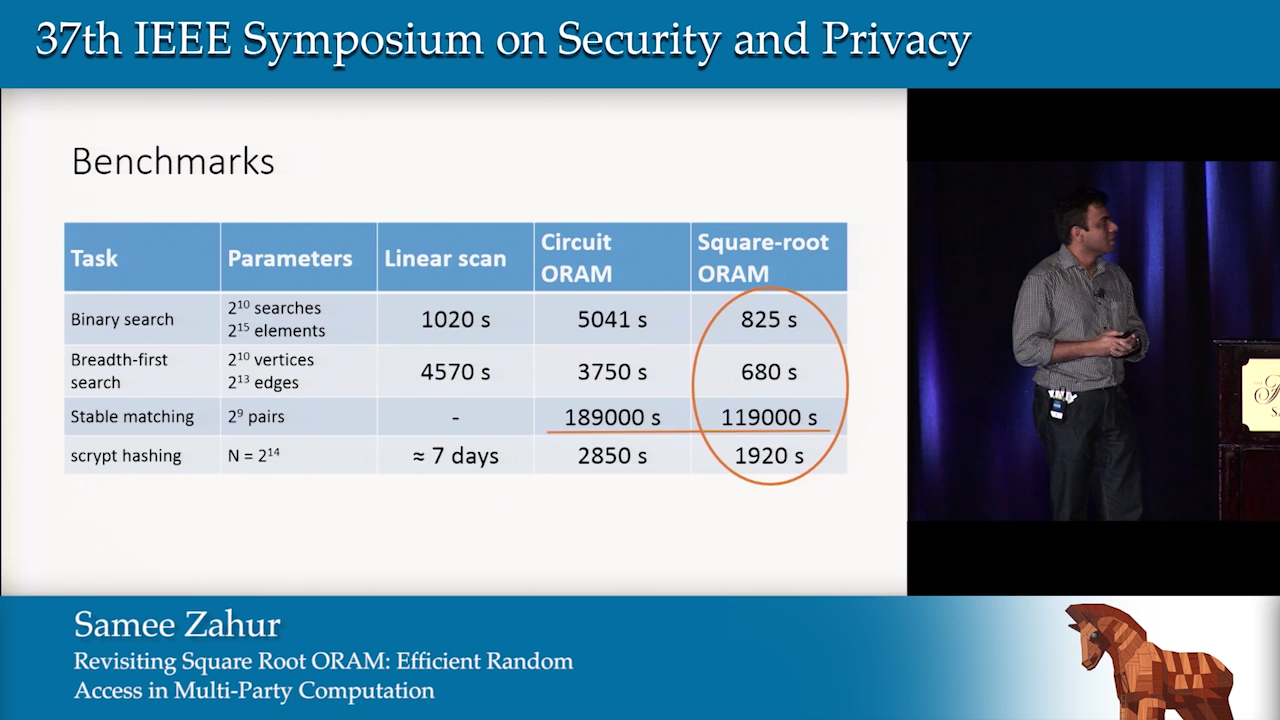 37th IEEE Symposium on Security and Privacy
Benchmarks
Task Parameters Linear scan Circuit ORAM Square-root ORAM
Binary search 2¹⁰ searches 2¹⁵ elements 1020 s 5041 s 825 s
Breadth-first search 2¹⁰ vertices 2¹³ edges 4570 s 3750 s 680 s
Stable matching 2⁹ pairs - 189000 s 119000 s
scrypt hashing N = 2¹⁴ ≈ 7 days 2850 s 1920 s
Samee Zahur
Revisiting Square Root ORAM: Efficient Random
Access in Multi-Party Computation